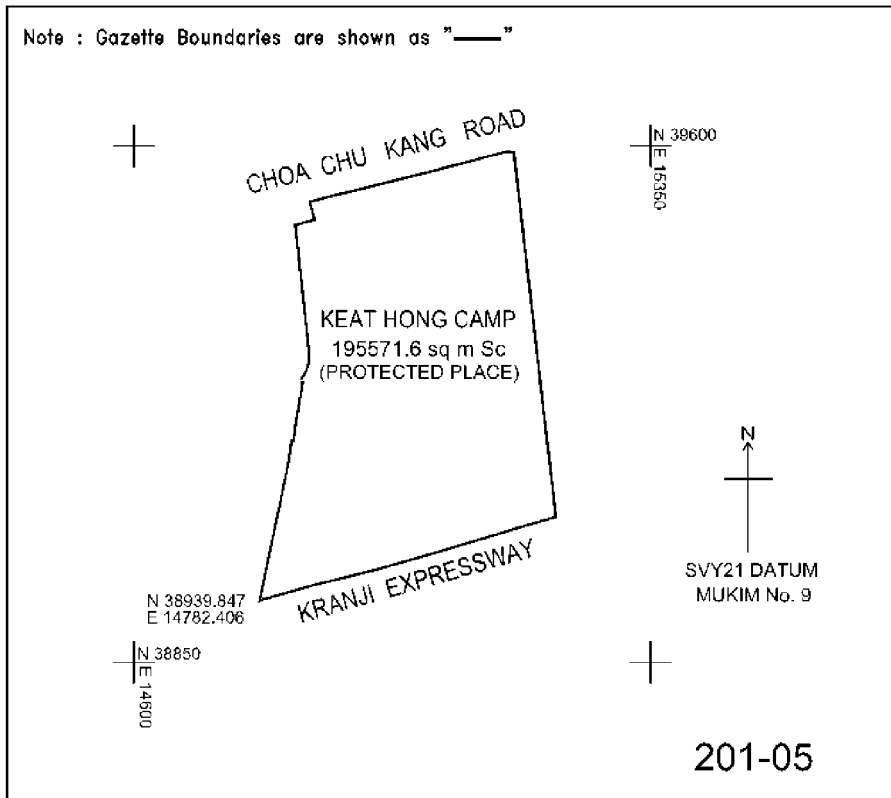 Note : Gazette Boundaries are shown as "——"
CHOA CHU KANG ROAD
N 39600
E 15350
KEAT HONG CAMP
195571.6 sq m Sc
(PROTECTED PLACE)
N
SVY21 DATUM
MUKIM No. 9
KRANJI EXPRESSWAY
N 38939.847
E 14782.406
N 38850
E 14600
201-05